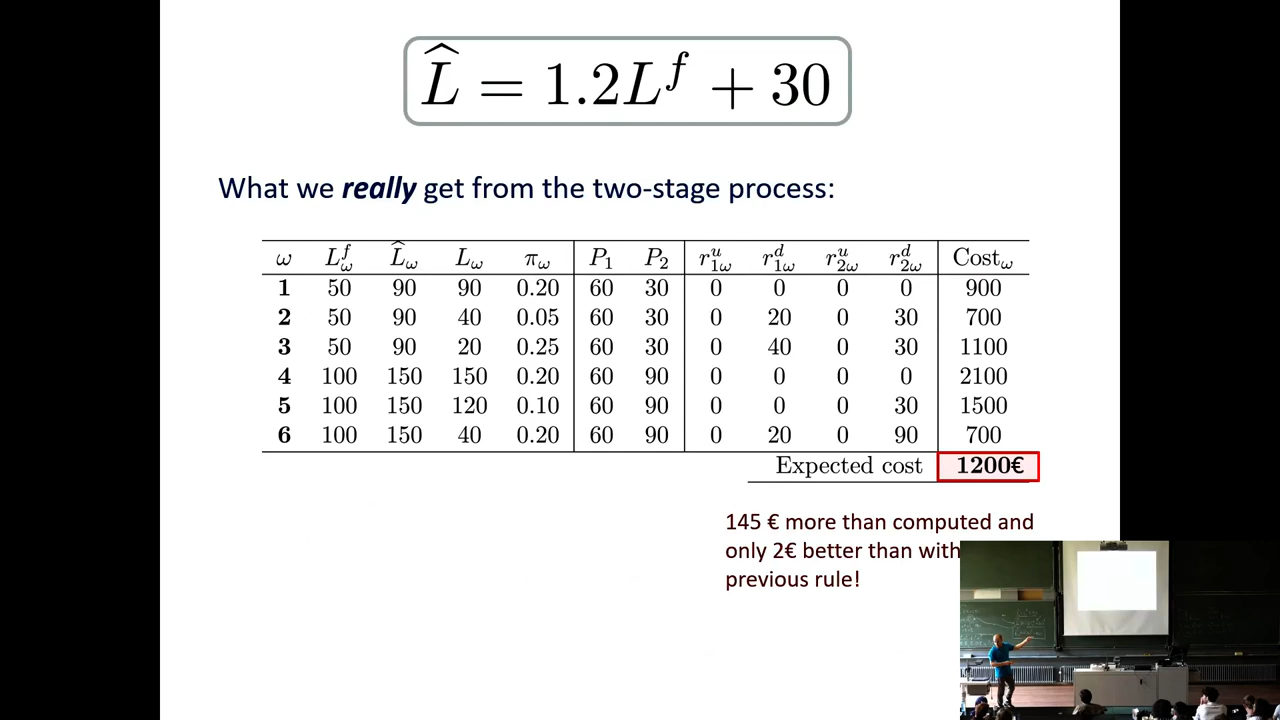 L̂ = 1.2L^f + 30
What we really get from the two-stage process:
ω L^f_ω L̂_ω L_ω π_ω P_1 P_2 r^u_1ω r^d_1ω r^u_2ω r^d_2ω Cost_ω
1 50 90 90 0.20 60 30 0 0 0 0 900
2 50 90 40 0.05 60 30 0 20 0 30 700
3 50 90 20 0.25 60 30 0 40 0 30 1100
4 100 150 150 0.20 60 90 0 0 0 0 2100
5 100 150 120 0.10 60 90 0 0 0 30 1500
6 100 150 40 0.20 60 90 0 20 0 90 700
Expected cost 1200€
145 € more than computed and
only 2€ better than with
previous rule!